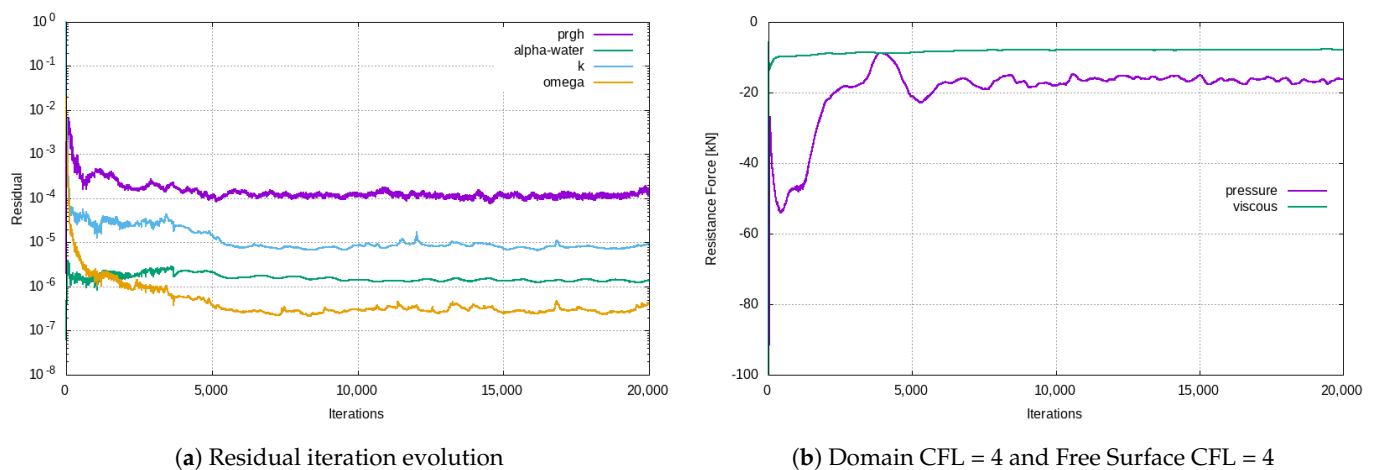 10^0
10^-1
10^-2
10^-3
10^-4
10^-5
10^-6
10^-7
10^-8
Residual
prgh
alpha-water
k
omega
0
5,000
10,000
15,000
20,000
Iterations
(a) Residual iteration evolution
0
-20
-40
-60
-80
-100
Resistance Force [kN]
pressure
viscous
0
5,000
10,000
15,000
20,000
Iterations
(b) Domain CFL = 4 and Free Surface CFL = 4